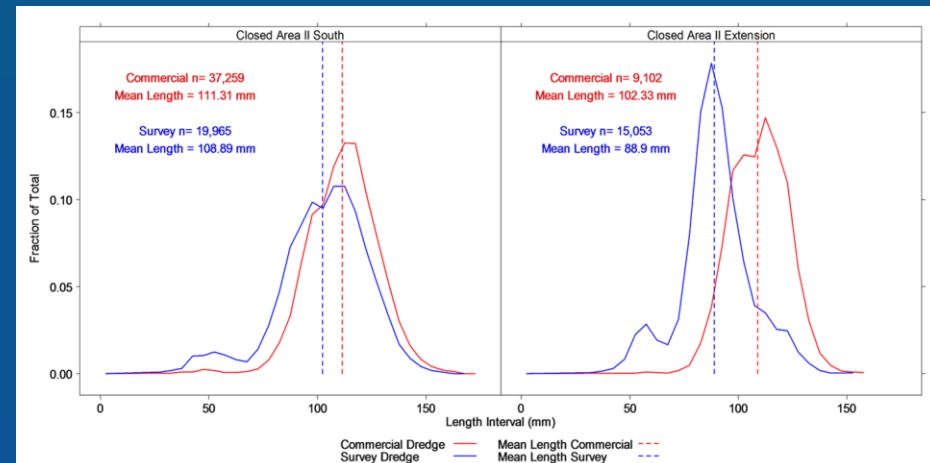 Closed Area II South
Closed Area II Extension
Commercial n= 37,259
Mean Length = 111.31 mm
Survey n= 19,965
Mean Length = 108.89 mm
Commercial n= 9,102
Mean Length = 102.33 mm
Survey n= 15,053
Mean Length = 88.9 mm
Fraction of Total
0.15
0.10
0.05
0.00
0 50 100 150
0 50 100 150
Length Interval (mm)
Commercial Dredge
Survey Dredge
Mean Length Commercial
Mean Length Survey